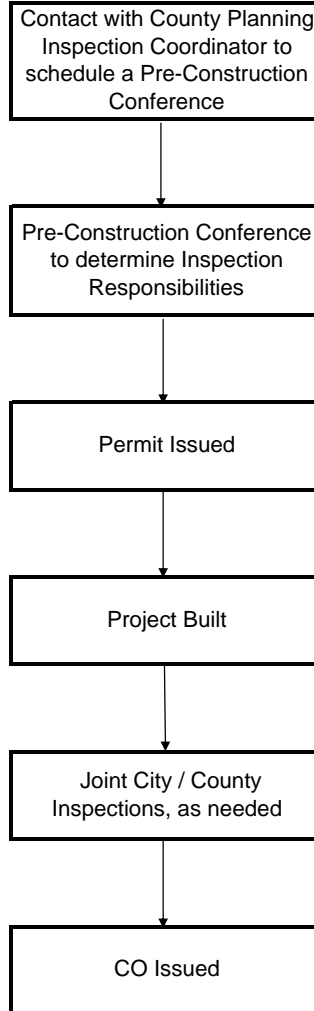 Contact with County Planning
Inspection Coordinator to
schedule a Pre-Construction
Conference
Pre-Construction Conference
to determine Inspection
Responsibilities
Permit Issued
Project Built
Joint City / County
Inspections, as needed
CO Issued